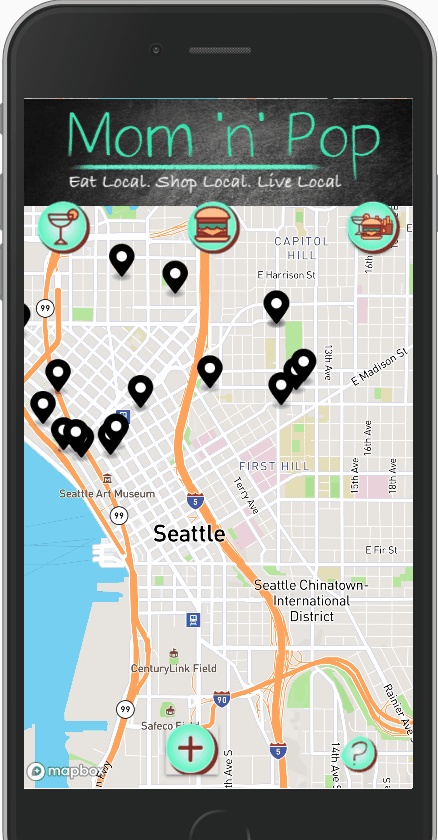 Mom 'n' Pop
Eat Local. Shop Local. Live Local
CAPITOL
HILL
16th
E Harrison St
99
13th Ave
E Madison St
16th Ave
FIRST HILL
15th Ave
18th Ave
Terry Ave
Seattle Art Museum
99
5
Seattle
E Fir St
Seattle Chinatown-
International
District
CenturyLink Field
90
Rainier Ave
99
Safeco Field
5
14th Ave S
th Ave S
?
mapbox